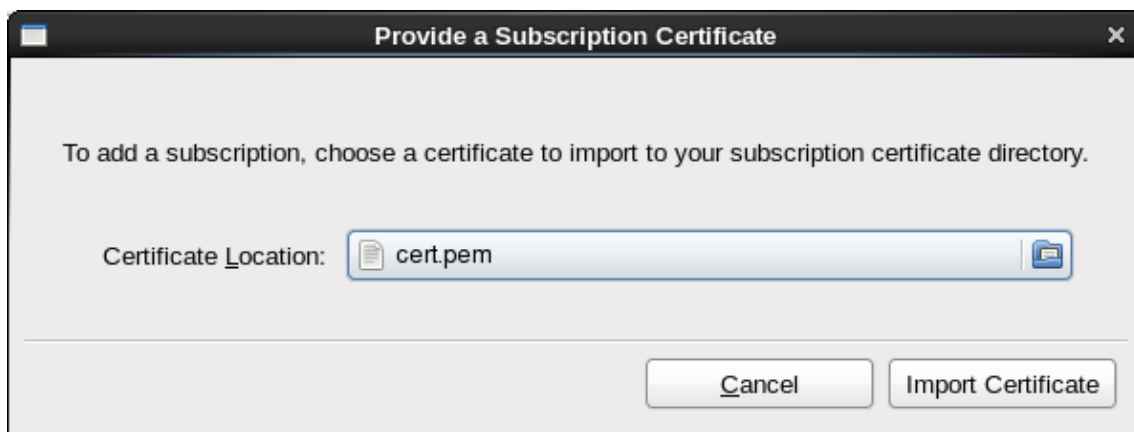 Provide a Subscription Certificate
To add a subscription, choose a certificate to import to your subscription certificate directory.
Certificate Location: cert.pem
Cancel Import Certificate